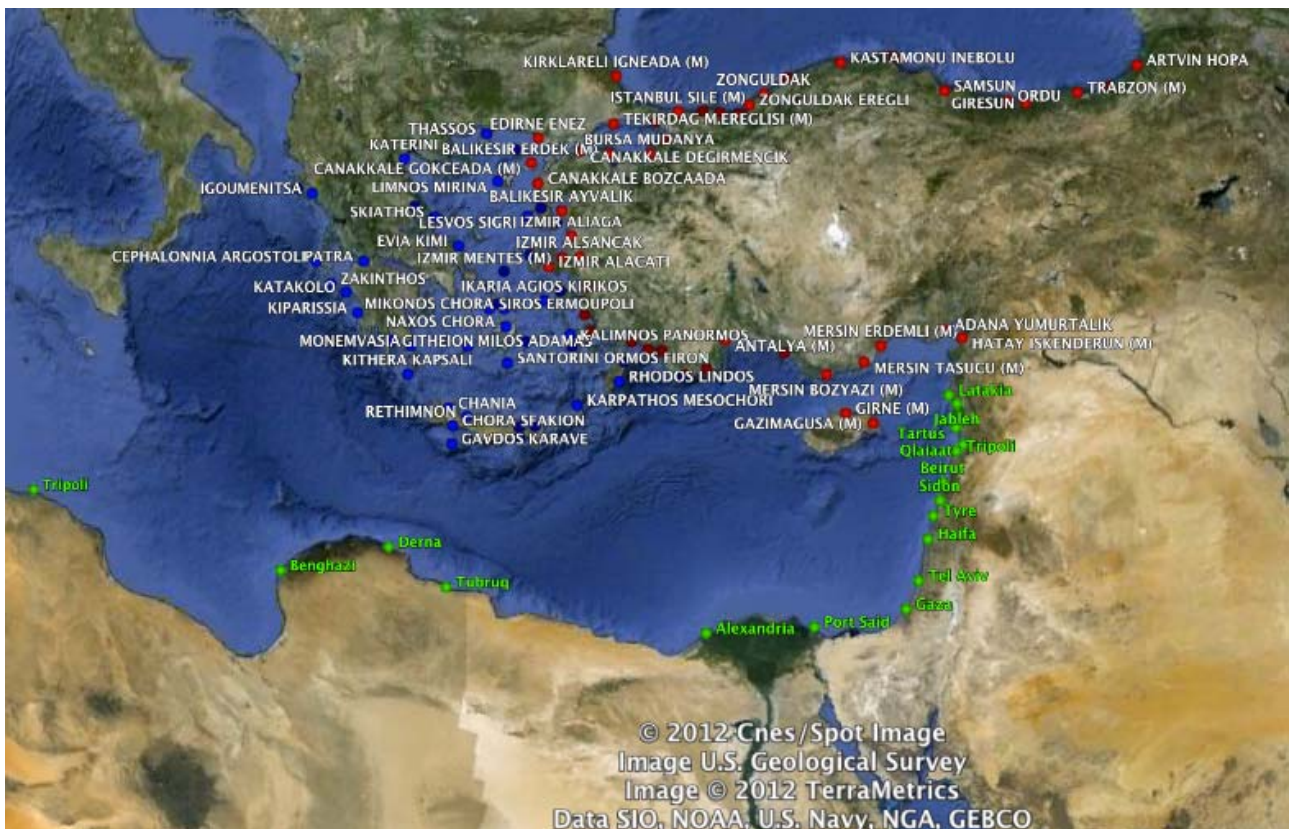 KASTAMONU INEBOLU
KIRKLARELI IGNEADA (M)
ARTVIN HOPA
ZONGULDAK
SAMSUN
TRABZON (M)
ISTANBUL SILE (M)
ZONGULDAK EREGLI
GIRESUN
ORDU
TEKIRDAG M.EREGLISI (M)
THASSOS
EDIRNE ENEZ
BURSA MUDANYA
KATERINI
BALIKESIR ERDEK (M)
CANAKKALE DEGIRMENCIK
CANAKKALE GOKCEADA (M)
CANAKKALE BOZCAADA
LIMNOS MIRINA
IGOUMENITSA
BALIKESIR AYVALIK
SKIATHOS
LESVOS SIGRI
IZMIR ALIAGA
EVIA KIMI
IZMIR ALSANCAK
CEPHALONNIA ARGOSTOLI
PATRA
IZMIR MENTES (M)
IZMIR ALACATI
ZAKINTHOS
KATAKOLO
IKARIA AGIOS KIRIKOS
KIPARISSIA
MIKONOS CHORA
SIROS ERMOUPOLI
NAXOS CHORA
MERSIN ERDEMLI (M)
ADANA YUMURTALIK
MONEMVASIA
GITHEION
MILOS ADAMAS
KALIMNOS PANORMOS
ANTALYA (M)
HATAY ISKENDERUN (M)
KITHERA KAPSALI
SANTORINI ORMOS FIRON
MERSIN TASUCU (M)
RHODOS LINDOS
MERSIN BOZYAZI (M)
Latakia
CHANIA
KARPATHOS MESOCHORI
RETHIMNON
GIRNE (M)
CHORA SFAKION
GAZIMAGUSA (M)
Jableh
Tartus
GAVDOS KARAVE
Qlaiaat
Tripoli
Beirut
Tripoli
Sidon
Tyre
Haifa
Derna
Benghazi
Tubruq
Tel Aviv
Gaza
Port Said
Alexandria
© 2012 Cnes/Spot Image
Image U.S. Geological Survey
Image © 2012 TerraMetrics
Data SIO, NOAA, U.S. Navy, NGA, GEBCO